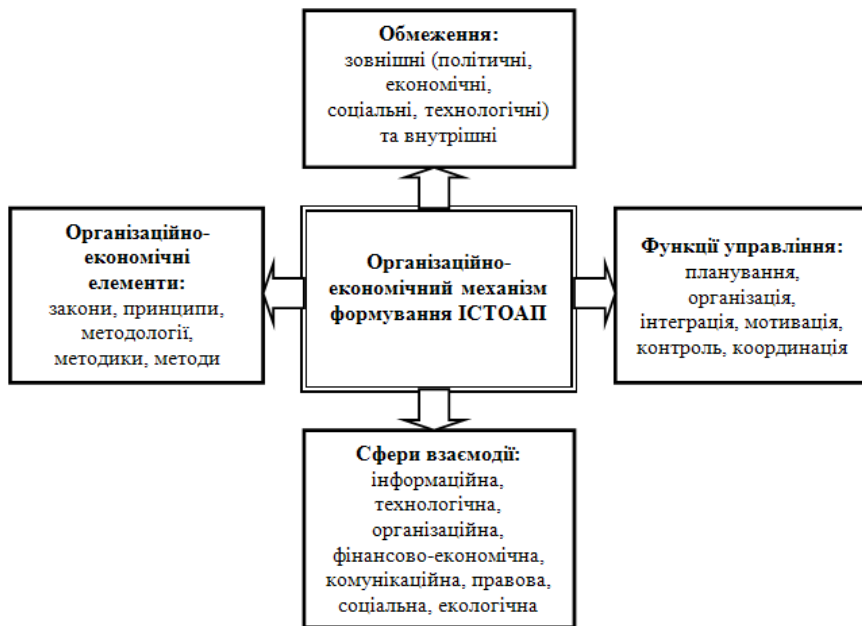 Обмеження:
зовнішні (політичні,
економічні,
соціальні, технологічні)
та внутрішні
Організаційно-
економічні
елементи:
закони, принципи,
методології,
методики, методи
Організаційно-
економічний механізм
формування ІСТОАП
Функції управління:
планування,
організація,
інтеграція, мотивація,
контроль, координація
Сфери взаємодії:
інформаційна,
технологічна,
організаційна,
фінансово-економічна,
комунікаційна, правова,
соціальна, екологічна